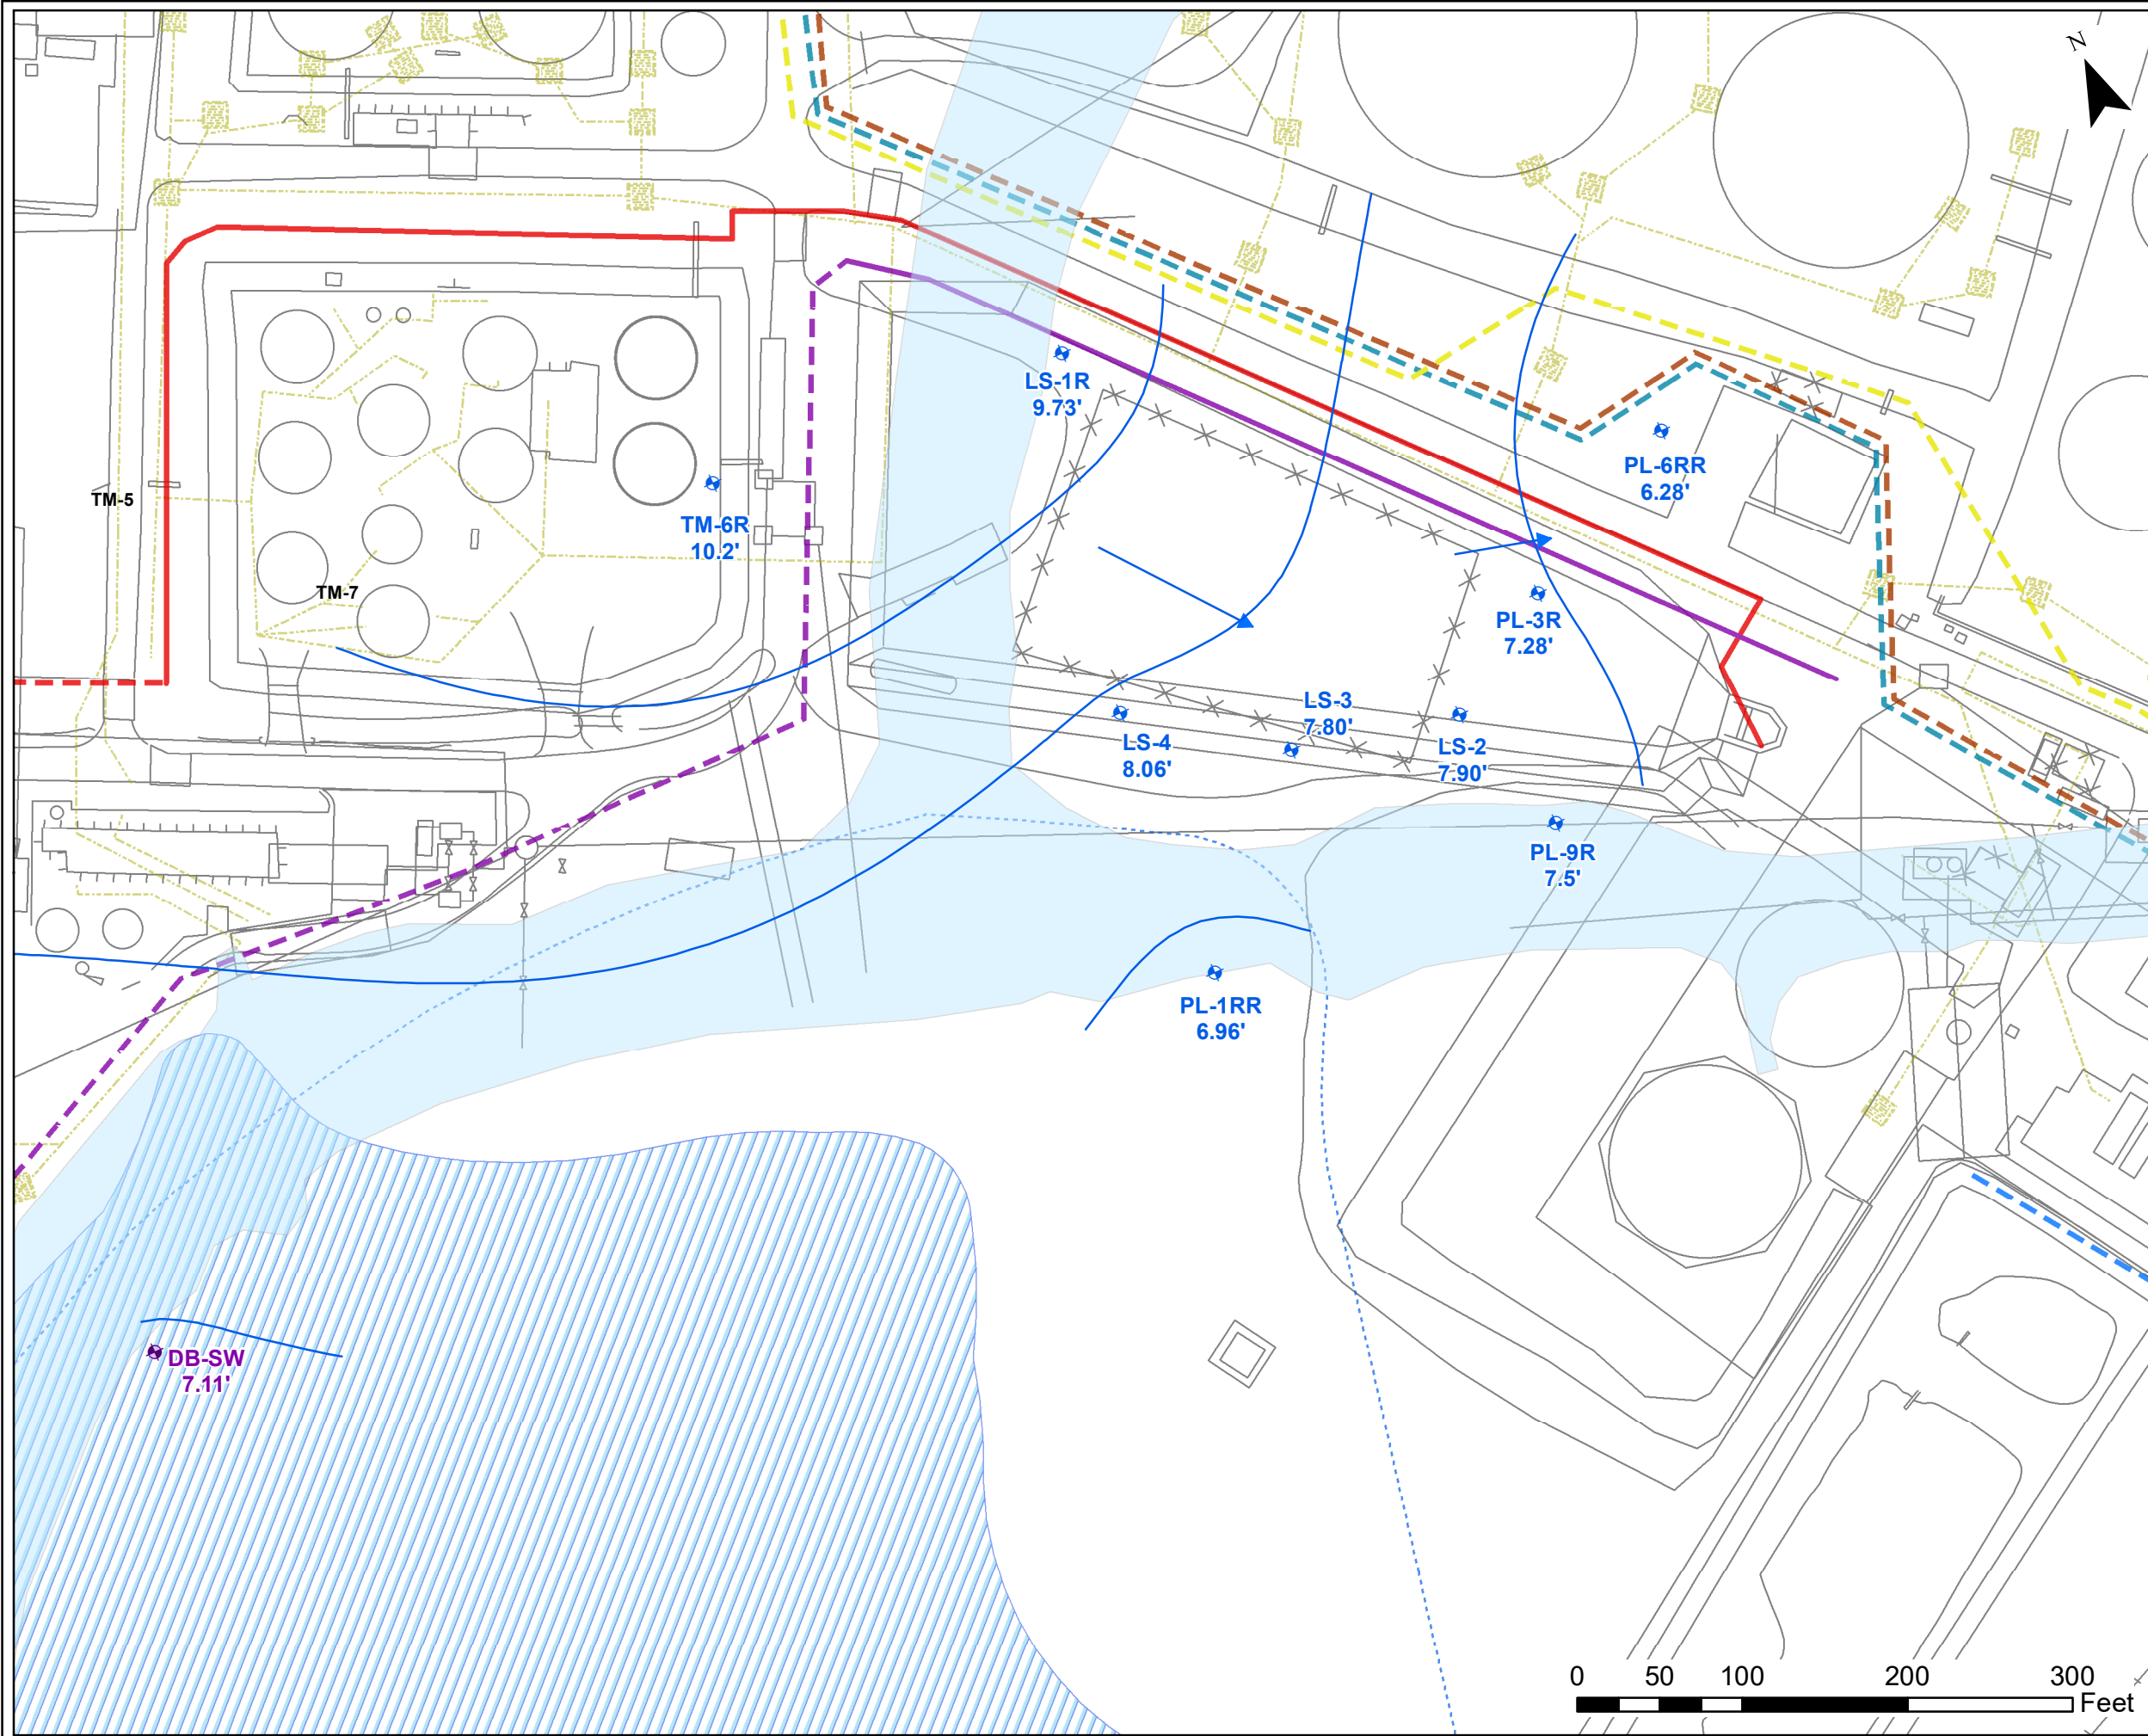 N
LS-1R
9.73'
PL-6RR
6.28'
TM-5
TM-6R
10.2'
TM-7
PL-3R
7.28'
LS-3
7.80'
LS-4
8.06'
LS-2
7.90'
PL-9R
7.5'
PL-1RR
6.96'
DB-SW
7.11'
0 50 100 200 300
Feet